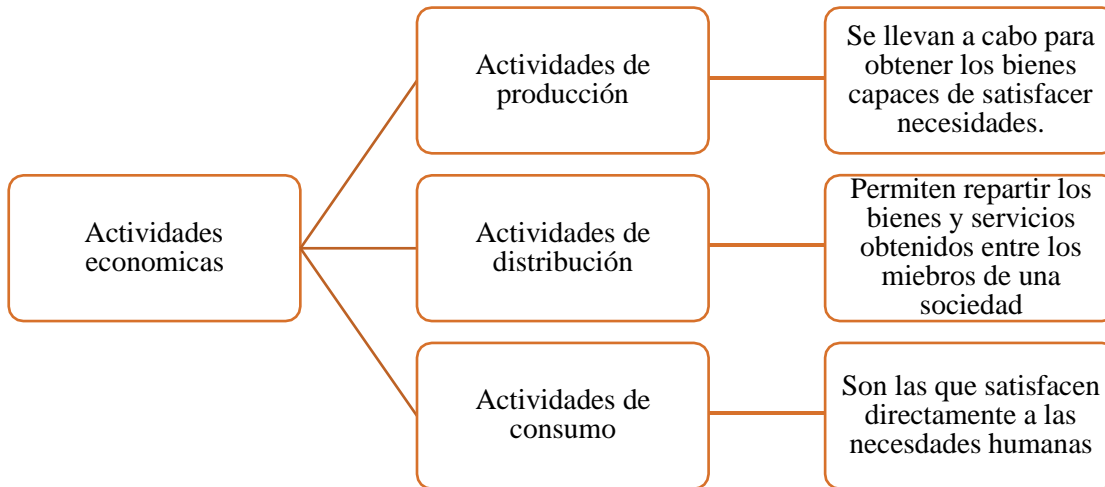 Actividades
economicas
Actividades de
producción
Se llevan a cabo para
obtener los bienes
capaces de satisfacer
necesidades.
Actividades de
distribución
Permiten repartir los
bienes y servicios
obtenidos entre los
miebros de una
sociedad
Actividades de
consumo
Son las que satisfacen
directamente a las
necesdades humanas